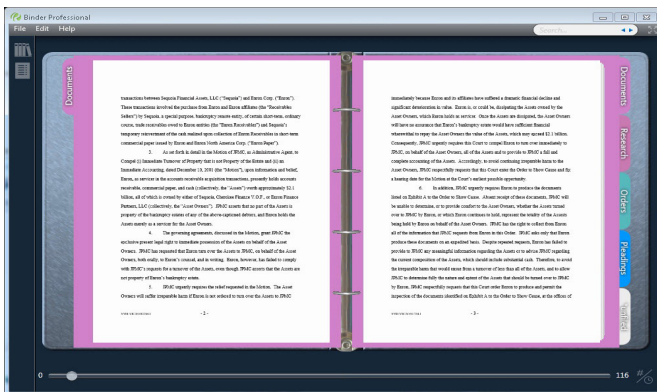 Binder Professional
File Edit Help
Search...
Documents
transactions between Sequoia Financial Assets, LLC ("Sequoia") and Enron Corp. ("Enron").
These transactions involved the purchase from Enron and Enron affiliates (the "Receivables
Sellers") by Sequoia, a special purpose, bankruptcy remote entity, of certain short-term, ordinary
course, trade receivables owed to Enron entities (the "Enron Receivables") and Sequoia's
temporary reinvestment of the cash realized upon collection of Enron Receivables in short-term
commercial paper issued by Enron and Enron North America Corp. ("Enron Paper").
3. As set forth in detail in the Motion of JPMC, as Administrative Agent, to
Compel (i) Immediate Turnover of Property that is not Property of the Estate and (ii) an
Immediate Accounting, dated December 10, 2001 (the "Motion"), upon information and belief,
Enron, as servicer in the accounts receivable acquisition transactions, presently holds accounts
receivable, commercial paper, and cash (collectively, the "Assets") worth approximately $2.1
billion, all of which is owned by either of Sequoia, Cherokee Finance V.O.F., or Enron Finance
Partners, LLC (collectively, the "Asset Owners"). JPMC asserts that no part of the Assets is
property of the bankruptcy estates of any of the above-captioned debtors, and Enron holds the
Assets merely as a servicer for the Asset Owners.
4. The governing agreements, discussed in the Motion, grant JPMC the
exclusive present legal right to immediate possession of the Assets on behalf of the Asset
Owners. JPMC has requested that Enron turn over the Assets to JPMC, on behalf of the Asset
Owners, both orally, to Enron's counsel, and in writing. Enron, however, has failed to comply
with JPMC's requests for a turnover of the Assets, even though JPMC asserts that the Assets are
not property of Enron's bankruptcy estate.
5. JPMC urgently requires the relief requested in the Motion. The Asset
Owners will suffer irreparable harm if Enron is not ordered to turn over the Assets to JPMC
- 2 -
immediately because Enron and its affiliates have suffered a dramatic financial decline and
significant deterioration in value. Enron is, or could be, dissipating the Assets owned by the
Asset Owners, which Enron holds as servicer. Once the Assets are dissipated, the Asset Owners
will have no assurance that Enron's bankruptcy estate would have sufficient financial
wherewithal to repay the Asset Owners the value of the Assets, which may exceed $2.1 billion.
Consequently, JPMC urgently requires this Court to compel Enron to turn over immediately to
JPMC, on behalf of the Asset Owners, all of the Assets and to provide to JPMC a full and
complete accounting of the Assets. Accordingly, to avoid continuing irreparable harm to the
Asset Owners, JPMC respectfully requests that this Court enter the Order to Show Cause and fix
a hearing date for the Motion at the Court's earliest possible opportunity.
6. In addition, JPMC urgently requires Enron to produce the documents
listed on Exhibit A to the Order to Show Cause. Absent receipt of these documents, JPMC will
be unable to determine, or to provide comfort to the Asset Owners, whether the Assets turned
over to JPMC by Enron, or which Enron continues to hold, represent the totality of the Assets
being held by Enron on behalf of the Asset Owners. JPMC has the right to collect from Enron
all of the information that JPMC requests from Enron in this Order. JPMC asks only that Enron
produce these documents on an expedited basis. Despite repeated requests, Enron has failed to
provide to JPMC any meaningful information regarding the Assets or to advise JPMC regarding
the current composition of the Assets, which should include substantial cash. Therefore, to avoid
the irreparable harm that would ensue from a turnover of less than all of the Assets, and to allow
JPMC to determine fully the nature and extent of the Assets that should be turned over to JPMC
by Enron, JPMC respectfully requests that this Court order Enron to produce and permit the
inspection of the documents identified on Exhibit A to the Order to Show Cause, at the offices of
- 3 -
Documents
Research
Orders
Pleadings
*untitled
0
116